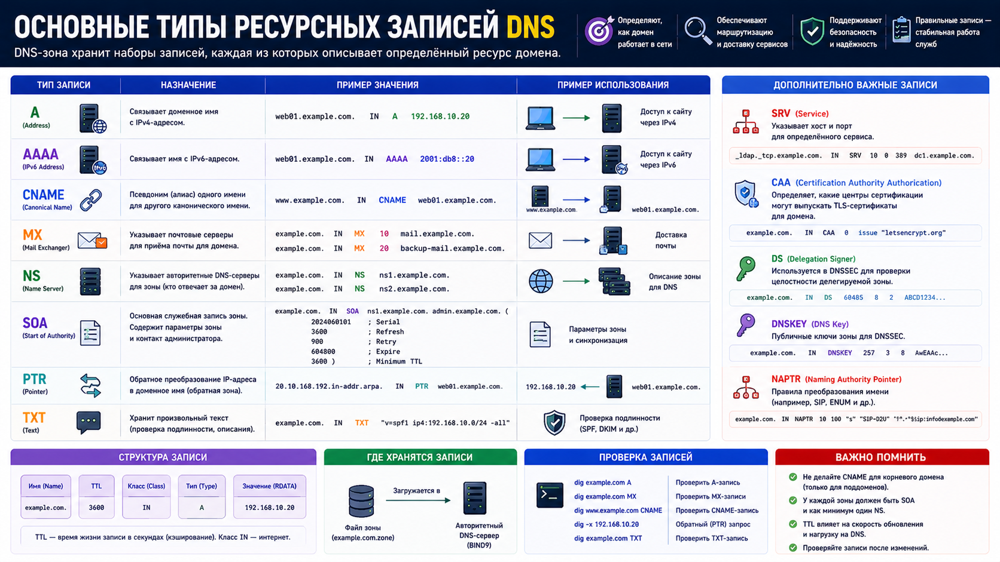 ОСНОВНЫЕ ТИПЫ РЕСУРСНЫХ ЗАПИСЕЙ DNS
DNS-зона хранит наборы записей, каждая из которых описывает определённый ресурс домена.
Определяют,
как домен
работает в сети
Обеспечивают
маршрутизацию
и доставку сервисов
Поддерживают
безопасность
и надёжность
Правильные записи —
стабильная работа
служб
ТИП ЗАПИСИ
НАЗНАЧЕНИЕ
ПРИМЕР ЗНАЧЕНИЯ
ПРИМЕР ИСПОЛЬЗОВАНИЯ
A
(Address)
Связывает доменное имя
с IPv4-адресом.
web01.example.com. IN A 192.168.10.20
Доступ к сайту
через IPv4
AAAA
(IPv6 Address)
Связывает имя с IPv6-адресом.
web01.example.com. IN AAAA 2001:db8::20
Доступ к сайту
через IPv6
CNAME
(Canonical Name)
Псевдоним (алиас) одного имени
для другого канонического имени.
www.example.com. IN CNAME web01.example.com.
www.example.com.
web01.example.com.
MX
(Mail Exchanger)
Указывает почтовые серверы
для приёма почты для домена.
example.com. IN MX 10 mail.example.com.
example.com. IN MX 20 backup-mail.example.com.
Доставка
почты
NS
(Name Server)
Указывает авторитетные DNS-серверы
для зоны (кто отвечает за домен).
example.com. IN NS ns1.example.com.
example.com. IN NS ns2.example.com.
Описание зоны
для DNS
SOA
(Start of Authority)
Основная служебная запись зоны.
Содержит параметры зоны
и контакт администратора.
example.com. IN SOA ns1.example.com. admin.example.com. (
2024060101 ; Serial
3600 ; Refresh
900 ; Retry
604800 ; Expire
3600 ) ; Minimum TTL
Параметры зоны
и синхронизация
PTR
(Pointer)
Обратное преобразование IP-адреса
в доменное имя (обратная зона).
20.10.168.192.in-addr.arpa. IN PTR web01.example.com.
192.168.10.20
web01.example.com.
TXT
(Text)
Хранит произвольный текст
(проверка подлинности, описания).
example.com. IN TXT "v=spf1 ip4:192.168.10.0/24 -all"
Проверка подлинности
(SPF, DKIM и др.)
ДОПОЛНИТЕЛЬНО ВАЖНЫЕ ЗАПИСИ
SRV (Service)
Указывает хост и порт
для определённого сервиса.
_ldap._tcp.example.com. IN SRV 10 0 389 dc1.example.com.
CAA (Certification Authority Authorication)
Определяет, какие центры сертификации
могут выпускать TLS-сертификаты
для домена.
example.com. IN CAA 0 issue "letsencrypt.org"
DS (Delegation Signer)
Используется в DNSSEC для проверки
целостности делегируемой зоны.
example.com. IN DS 60485 8 2 ABCD1234...
DNSKEY (DNS Key)
Публичные ключи зоны для DNSSEC.
example.com. IN DNSKEY 257 3 8 AwEAAc...
NAPTR (Naming Authority Pointer)
Правила преобразования имени
(например, SIP, ENUM и др.).
example.com. IN NAPTR 10 100 "s" "SIP+D2U"
СТРУКТУРА ЗАПИСИ
Имя (Name) TTL Класс (Class) Тип (Type) Значение (RDATA)
example.com. 3600 IN A 192.168.10.20
TTL — время жизни записи в секундах (кэширование). Класс IN — интернет.
ГДЕ ХРАНЯТСЯ ЗАПИСИ
Загружается в
Файл зоны
(example.com.zone)
Авторитетный
DNS-сервер
(BIND9)
ПРОВЕРКА ЗАПИСЕЙ
dig example.com A Проверить A-запись
dig example.com MX Проверить MX-записи
dig www.example.com CNAME Проверить CNAME-запись
dig -x 192.168.10.20 Обратный (PTR) запрос
dig example.com TXT Проверить TXT-запись
ВАЖНО ПОМНИТЬ
Не делайте CNAME для корневого домена
(только для поддоменов).
У каждой зоны должен быть SOA
и как минимум один NS.
TTL влияет на скорость обновления
и нагрузку на DNS.
Проверяйте записи после изменений.